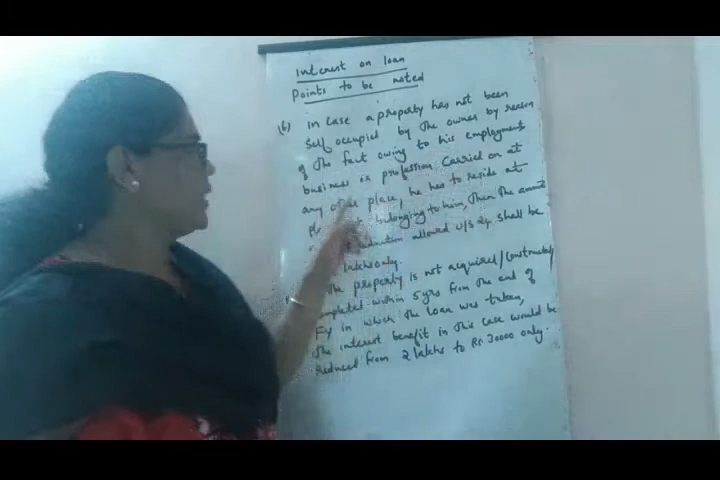 Interest on loan
Points to be noted
(6) In case a property has not been
self occupied by the owner by reason
of the fact owing to his employment
business or profession carried on at
any other place, he has to reside at
belonging to him, then the amount
allowed u/s 24 shall be
lakhs only.
The property is not acquired/
within 5 yrs from the end of
FY in which the loan was taken,
the interest benefit in this case would be
reduced from 2 lakhs to Rs. 30000 only.